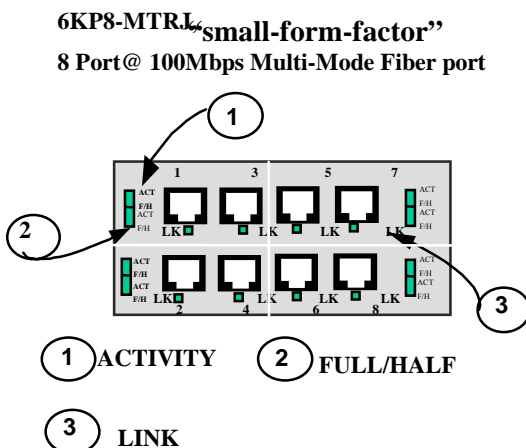 6KP8-MTRJ “small-form-factor”
8 Port@ 100Mbps Multi-Mode Fiber port
1
1 3 5 7
ACT ACT
F/H F/H
ACT ACT
F/H F/H
2
LK LK LK LK
ACT ACT
F/H F/H
ACT ACT
F/H F/H
LK LK LK LK
2 4 6 8
3
1 ACTIVITY 2 FULL/HALF
3 LINK